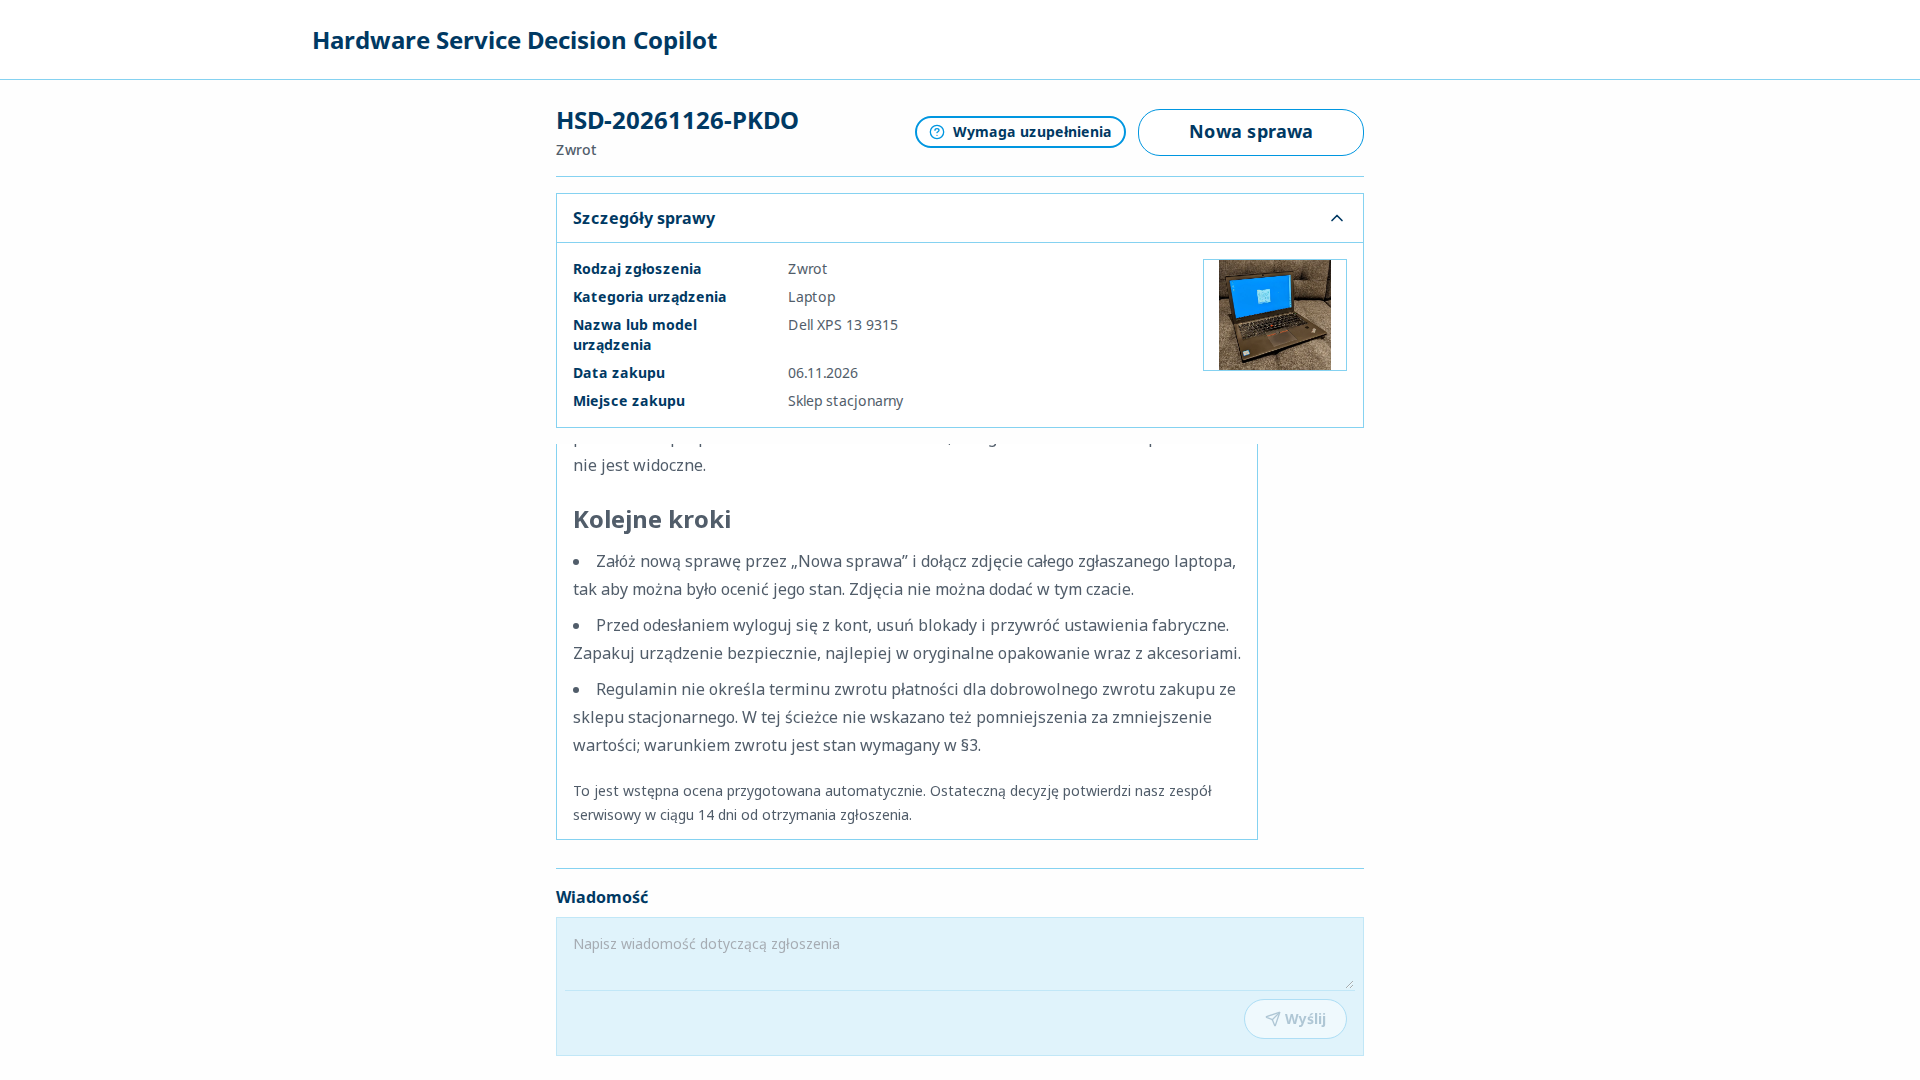 Hardware Service Decision Copilot
HSD-20261126-PKDO
Zwrot
Wymaga uzupełnienia
Nowa sprawa
Szczegóły sprawy
Rodzaj zgłoszenia
Zwrot
Kategoria urządzenia
Laptop
Nazwa lub model
urządzenia
Dell XPS 13 9315
Data zakupu
06.11.2026
Miejsce zakupu
Sklep stacjonarny
nie jest widoczne.
Kolejne kroki
• Załóż nową sprawę przez „Nowa sprawa” i dołącz zdjęcie całego zgłaszanego laptopa,
tak aby można było ocenić jego stan. Zdjęcia nie można dodać w tym czacie.
• Przed odesłaniem wyloguj się z kont, usuń blokady i przywróć ustawienia fabryczne.
Zapakuj urządzenie bezpiecznie, najlepiej w oryginalne opakowanie wraz z akcesoriami.
• Regulamin nie określa terminu zwrotu płatności dla dobrowolnego zwrotu zakupu ze
sklepu stacjonarnego. W tej ścieżce nie wskazano też pomniejszenia za zmniejszenie
wartości; warunkiem zwrotu jest stan wymagany w §3.
To jest wstępna ocena przygotowana automatycznie. Ostateczną decyzję potwierdzi nasz zespół
serwisowy w ciągu 14 dni od otrzymania zgłoszenia.
Wiadomość
Napisz wiadomość dotyczącą zgłoszenia
Wyślij